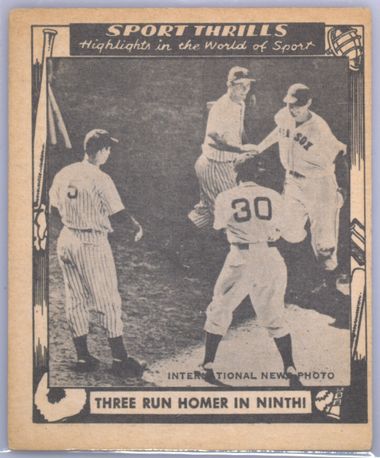 SPORT THRILLS
Highlights in the World of Sport
SOX
5
30
INTERNATIONAL NEWS PHOTO
THREE RUN HOMER IN NINTH!